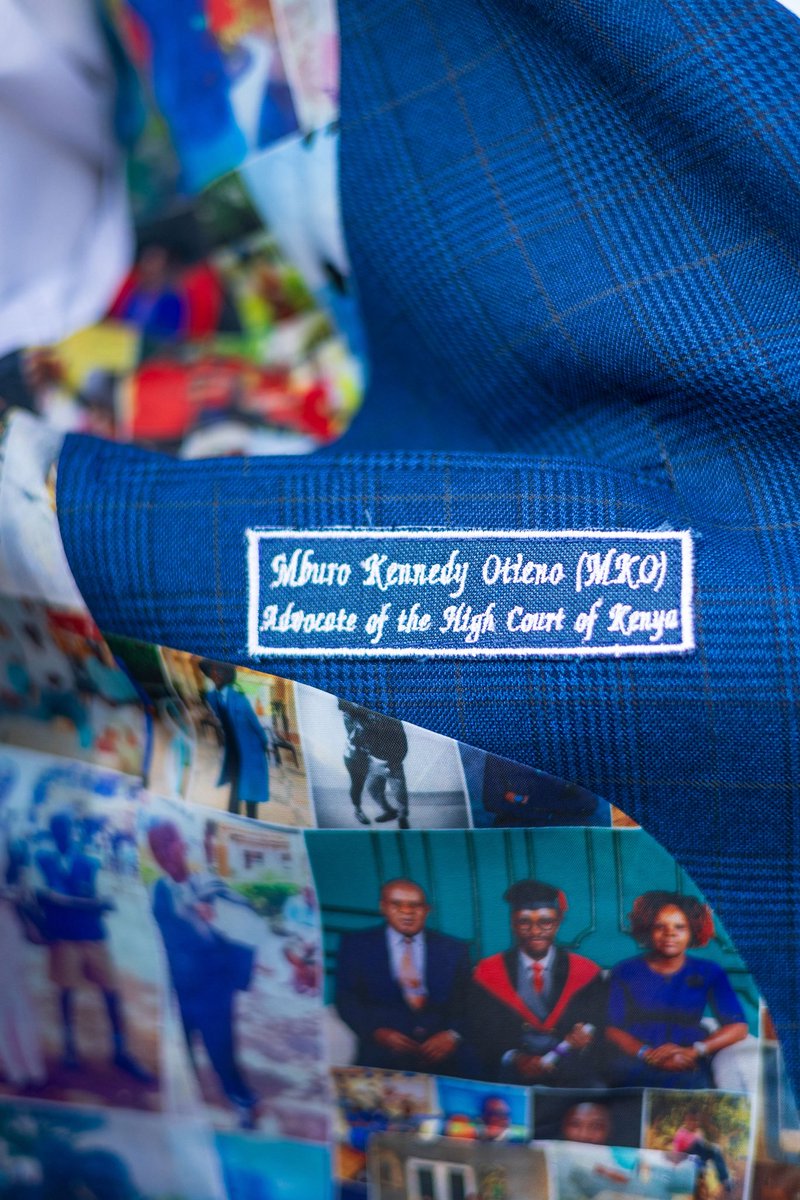 Mburo Kennedy Otieno (MKO)
Advocate of the High Court of Kenya